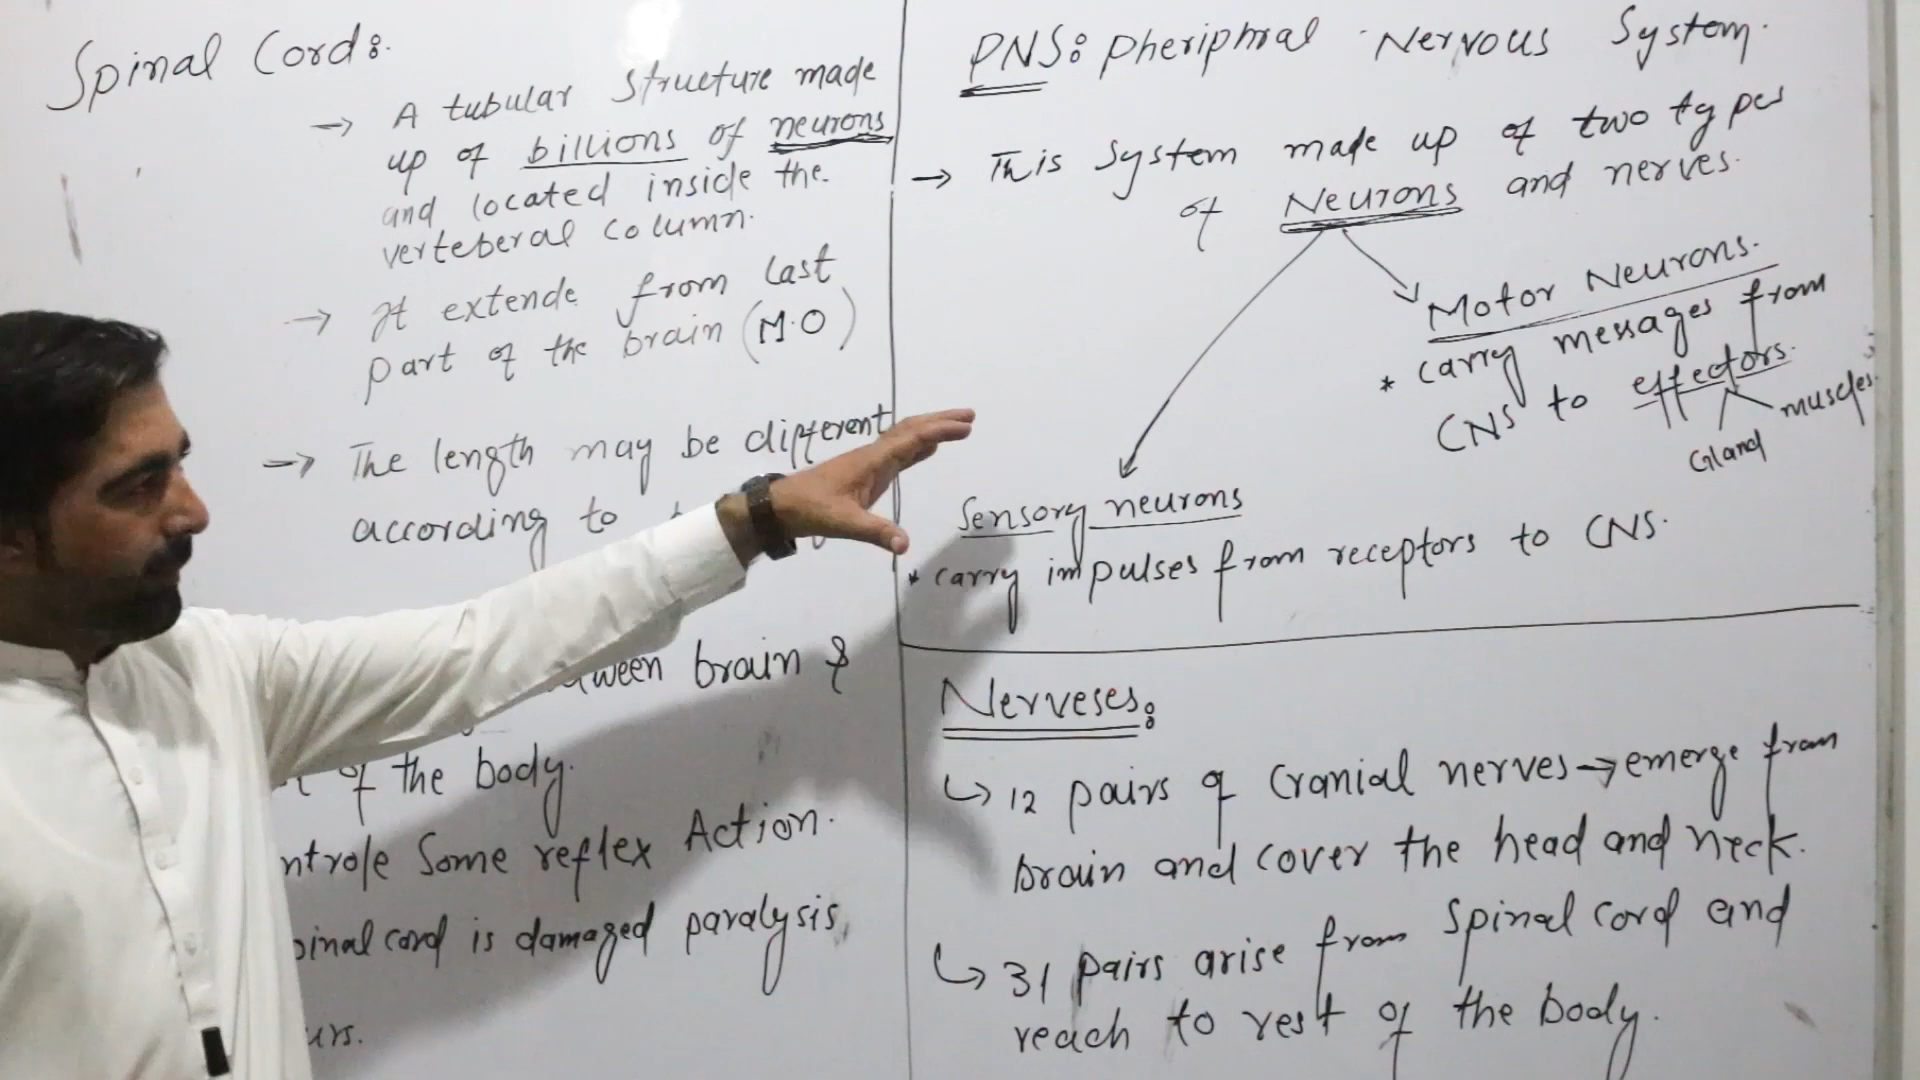 Spinal Cord:
→ A tubular structure made
up of billions of neurons
and located inside the
verteberal column.
→ It extende from last
part of the brain (M.O)
→ The length may be different
according to
ween brain &
of the body.
ntrole Some reflex Action.
pinal cord is damaged paralysis
urs.
PNS: Pheriphral Nervous System.
→ This system made up of two types
of Neurons and nerves.
Motor Neurons.
* carry messages from
CNS to effectors.
Gland muscles
Sensory neurons
* carry impulses from receptors to CNS.
Nerveses:
↳ 12 pairs of Cranial nerves → emerge from
brain and cover the head and neck.
↳ 31 pairs arise from Spinal cord and
reach to rest of the body.